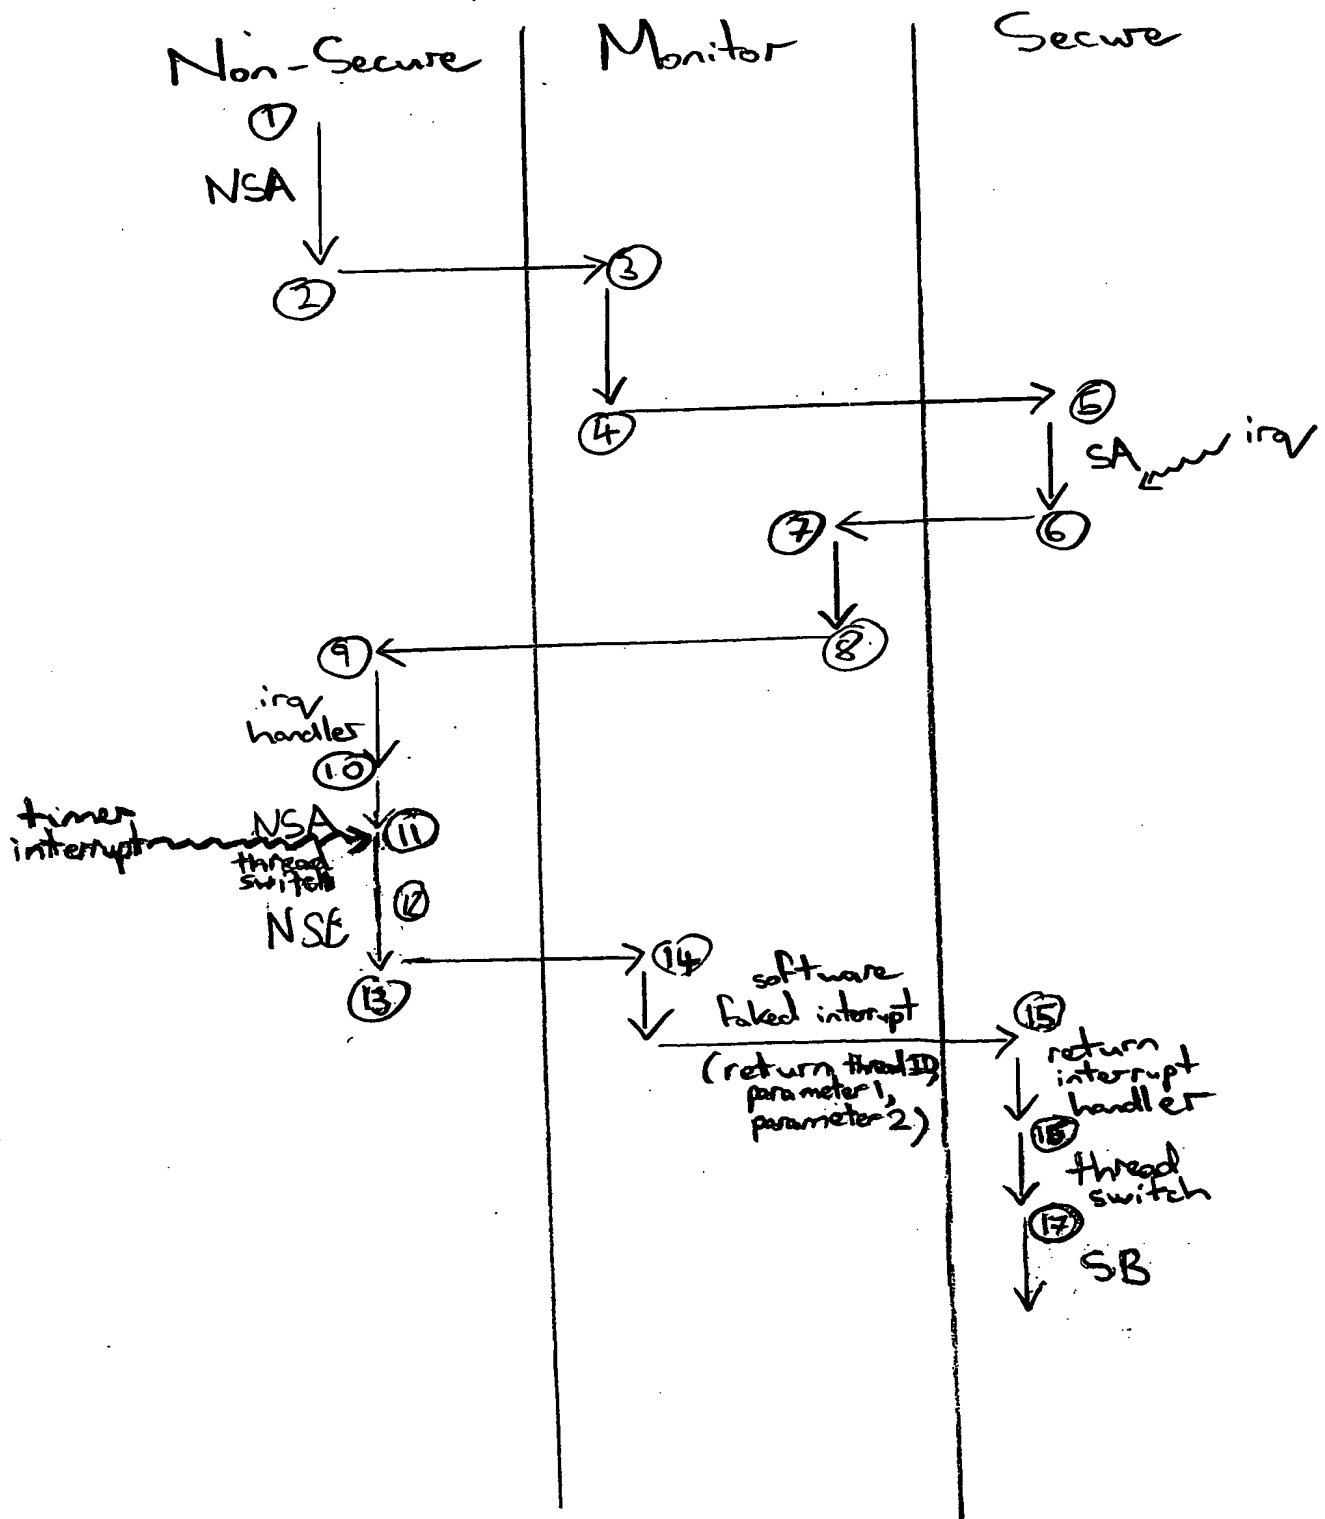 Non-Secure
Monitor
Secure
1
NSA
2
3
4
5
SA
irq
6
7
8
9
irq
handler
10
timer
interrupt
NSA
11
thread
switch
12
NSE
13
14
software
faked interrupt
(return, thread ID,
parameter 1,
parameter 2)
15
return
interrupt
handler
16
thread
switch
17
SB